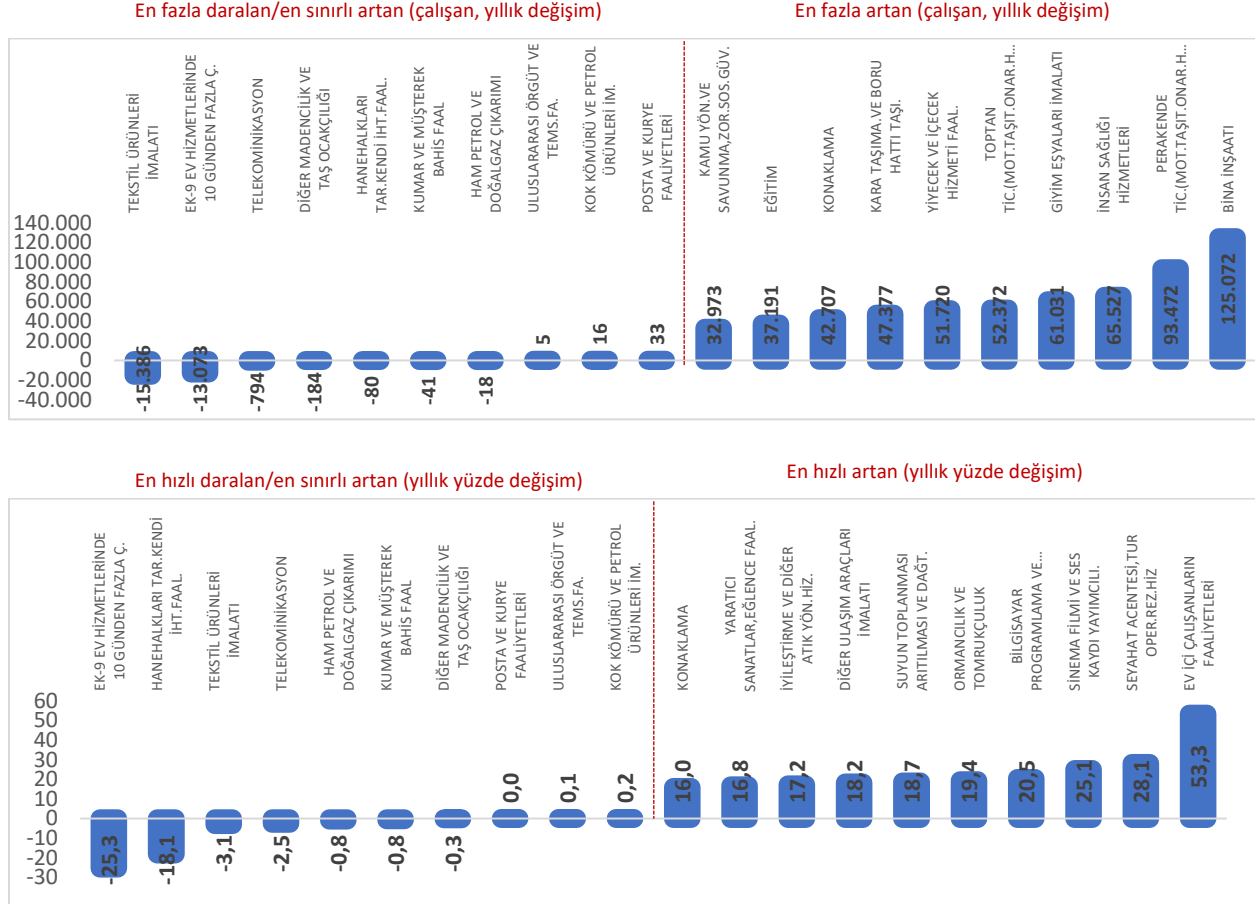 En fazla daralan/en sınırlı artan (çalışan, yıllık değişim)
En fazla artan (çalışan, yıllık değişim)
TEKSTİL ÜRÜNLERİ
İMALATI
EK-9 EV HİZMETLERİNDE
10 GÜNDEN FAZLA Ç.
TELEKOMİNİKASYON
DİĞER MADENCİLİK VE
TAŞ OCAKÇILIĞI
HANEHALKLARI
TAR.KENDİ İHT.FAAL.
KUMAR VE MÜŞTEREK
BAHİS FAAL
HAM PETROL VE
DOĞALGAZ ÇIKARIMI
ULUSLARARASI ÖRGÜT VE
TEMS.FA.
KOK KÖMÜRÜ VE PETROL
ÜRÜNLERİ İM.
POSTA VE KURYE
FAALİYETLERİ
KAMU YÖN.VE
SAVUNMA,ZOR.SOS.GÜV.
EĞİTİM
KONAKLAMA
KARA TAŞIMA.VE BORU
HATTI TAŞI.
YİYECEK VE İÇECEK
HİZMETİ FAAL.
TOPTAN
TİC.(MOT.TAŞIT.ONAR.H...
GİYİM EŞYALARI İMALATI
İNSAN SAĞLIĞI
HİZMETLERİ
PERAKENDE
TİC.(MOT.TAŞIT.ONAR.H...
BİNA İNŞAATI
140.000
120.000
100.000
80.000
60.000
40.000
20.000
0
-20.000
-40.000
-15.386
-13.073
-794
-184
-80
-41
-18
5
16
33
32.973
37.191
42.707
47.377
51.720
52.372
61.031
65.527
93.472
125.072
En hızlı daralan/en sınırlı artan (yıllık yüzde değişim)
En hızlı artan (yıllık yüzde değişim)
EK-9 EV HİZMETLERİNDE
10 GÜNDEN FAZLA Ç.
HANEHALKLARI TAR.KENDİ
İHT.FAAL.
TEKSTİL ÜRÜNLERİ
İMALATI
TELEKOMİNİKASYON
HAM PETROL VE
DOĞALGAZ ÇIKARIMI
KUMAR VE MÜŞTEREK
BAHİS FAAL
DİĞER MADENCİLİK VE
TAŞ OCAKÇILIĞI
POSTA VE KURYE
FAALİYETLERİ
ULUSLARARASI ÖRGÜT VE
TEMS.FA.
KOK KÖMÜRÜ VE PETROL
ÜRÜNLERİ İM.
KONAKLAMA
YARATICI
SANATLAR,EĞLENCE FAAL.
İYİLEŞTİRME VE DİĞER
ATIK YÖN.HİZ.
DİĞER ULAŞIM ARAÇLARI
İMALATI
SUYUN TOPLANMASI
ARITILMASI VE DAĞT.
ORMANCILIK VE
TOMRUKÇULUK
BİLGİSAYAR
PROGRAMLAMA VE...
SİNEMA FİLMİ VE SES
KAYDI YAYIMCILI.
SEYAHAT ACENTESİ,TUR
OPER.REZ.HİZ
EV İÇİ ÇALIŞANLARIN
FAALİYETLERİ
60
50
40
30
20
10
0
-10
-20
-30
-25,3
-18,1
-3,1
-2,5
-0,8
-0,8
-0,3
0,0
0,1
0,2
16,0
16,8
17,2
18,2
18,7
19,4
20,5
25,1
28,1
53,3